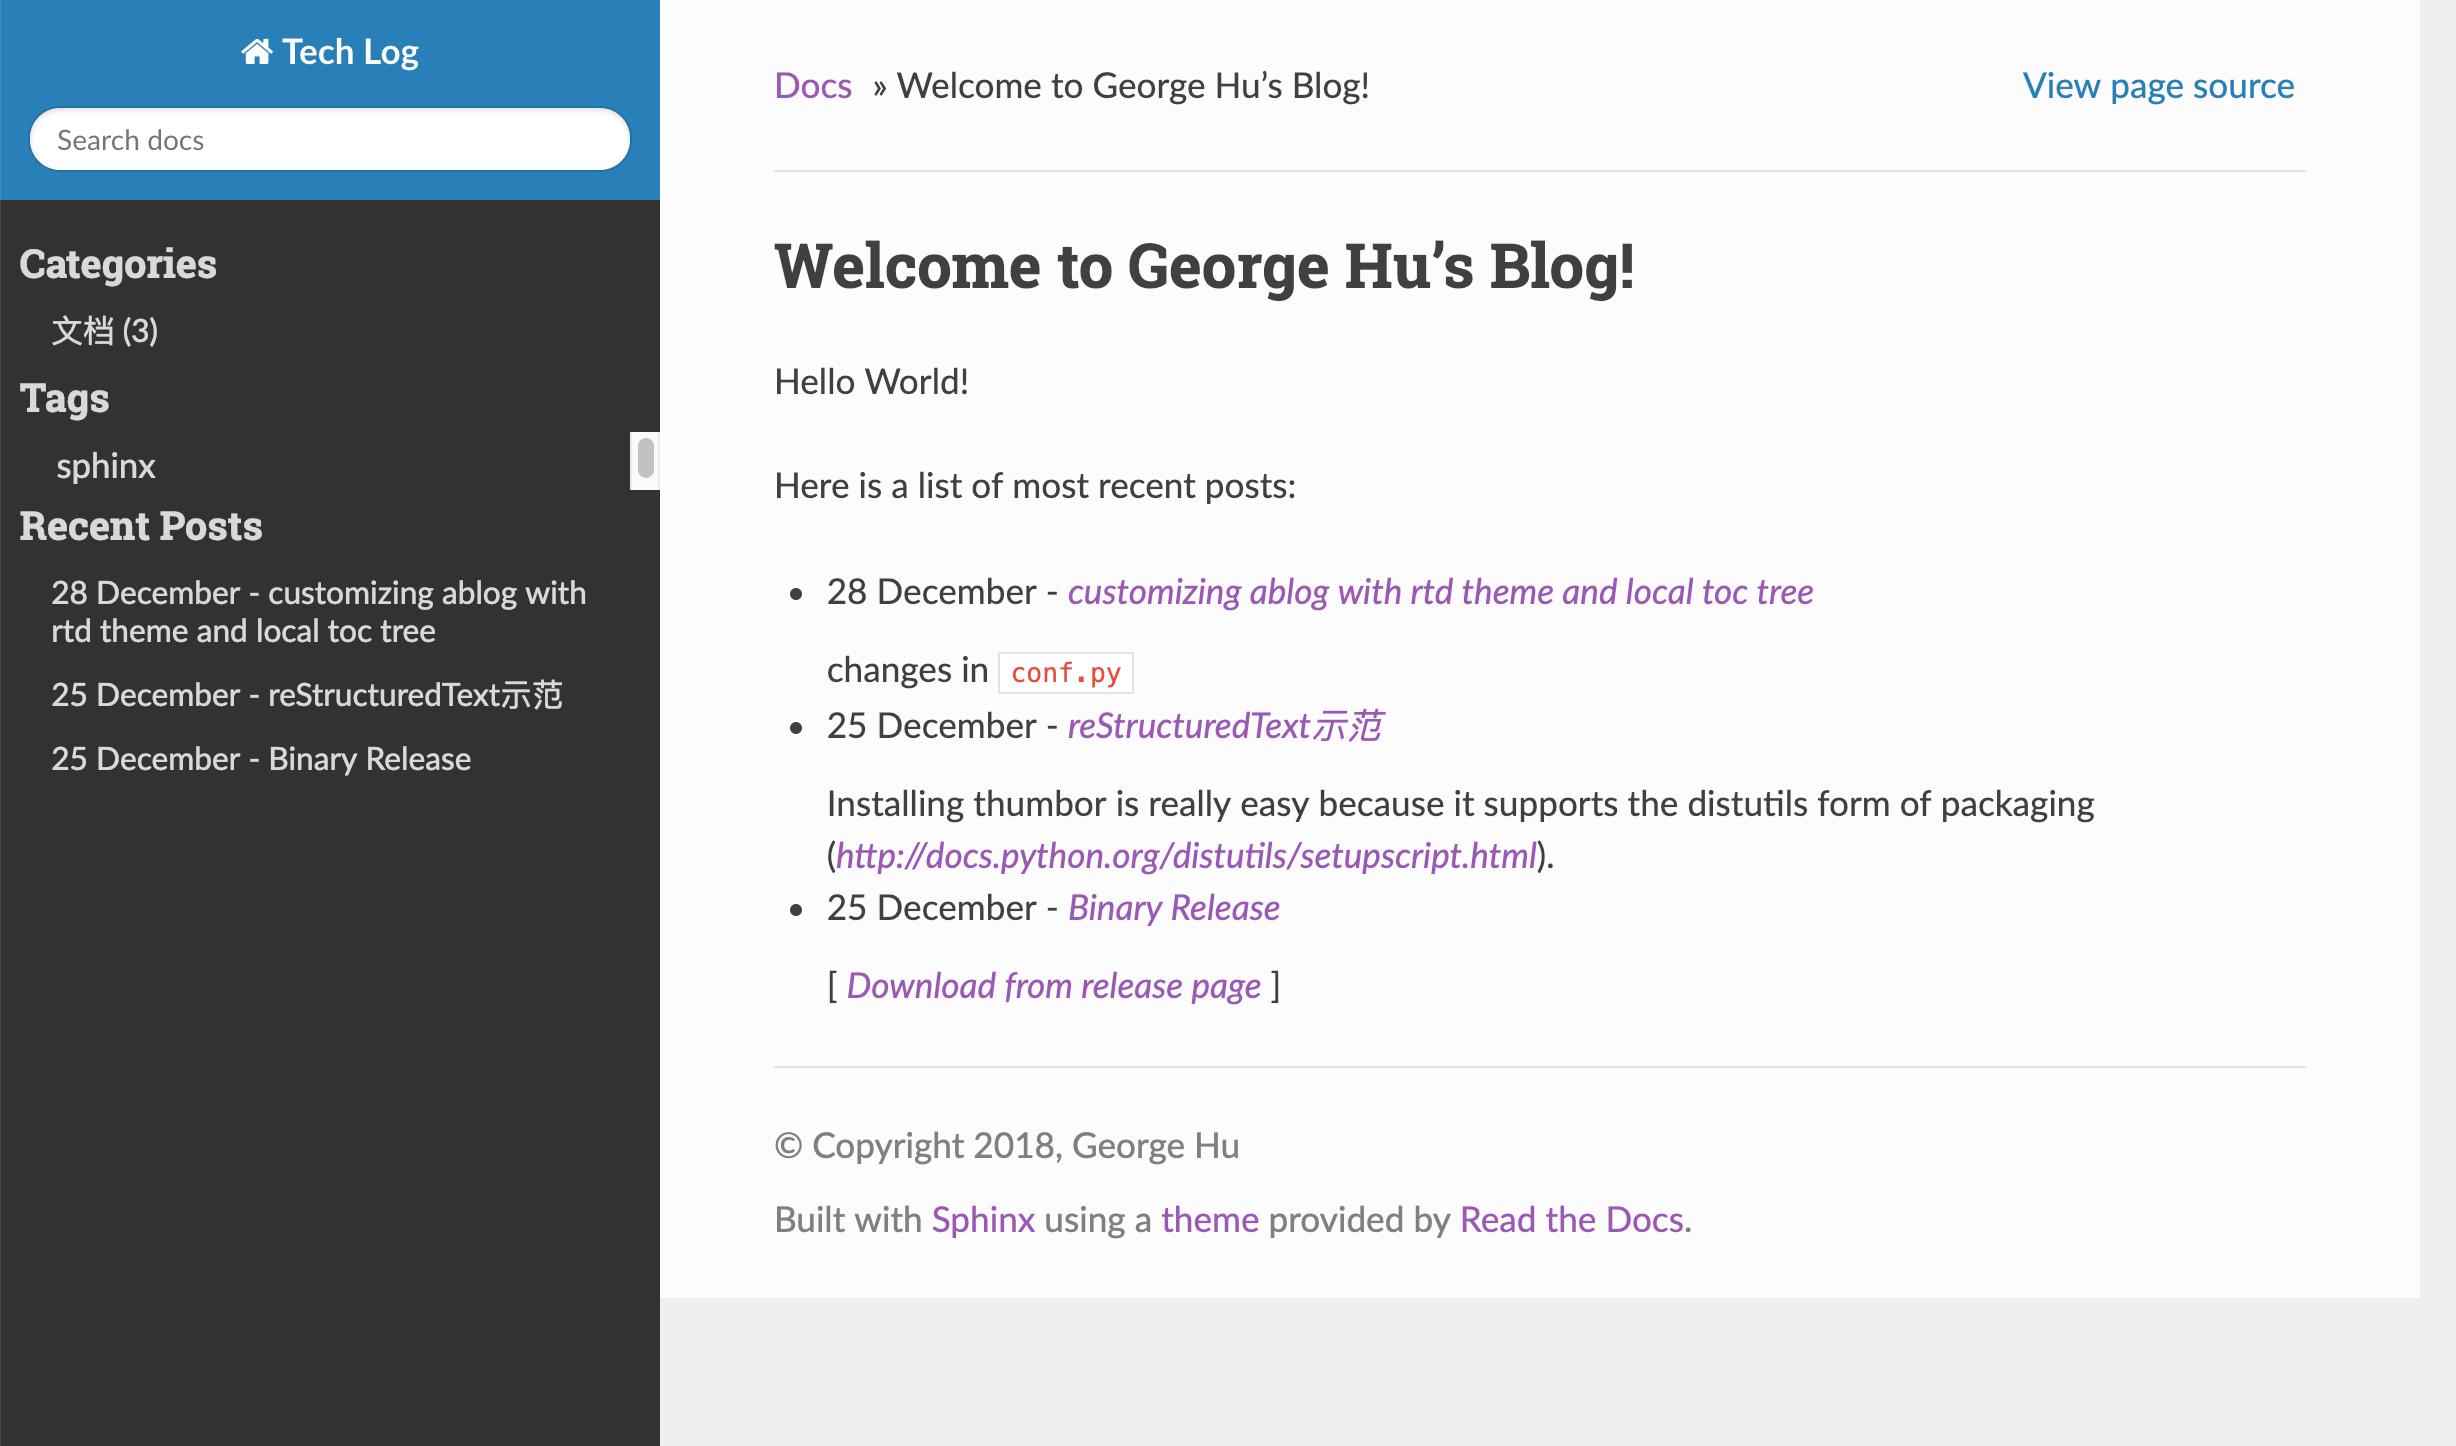 Tech Log
Search docs
Categories
文档 (3)
Tags
sphinx
Recent Posts
28 December - customizing ablog with
rtd theme and local toc tree
25 December - reStructuredText示范
25 December - Binary Release
Docs » Welcome to George Hu’s Blog!
View page source
Welcome to George Hu’s Blog!
Hello World!
Here is a list of most recent posts:
• 28 December - customizing ablog with rtd theme and local toc tree
changes in conf.py
• 25 December - reStructuredText示范
Installing thumbor is really easy because it supports the distutils form of packaging
(http://docs.python.org/distutils/setupscript.html).
• 25 December - Binary Release
[ Download from release page ]
© Copyright 2018, George Hu
Built with Sphinx using a theme provided by Read the Docs.